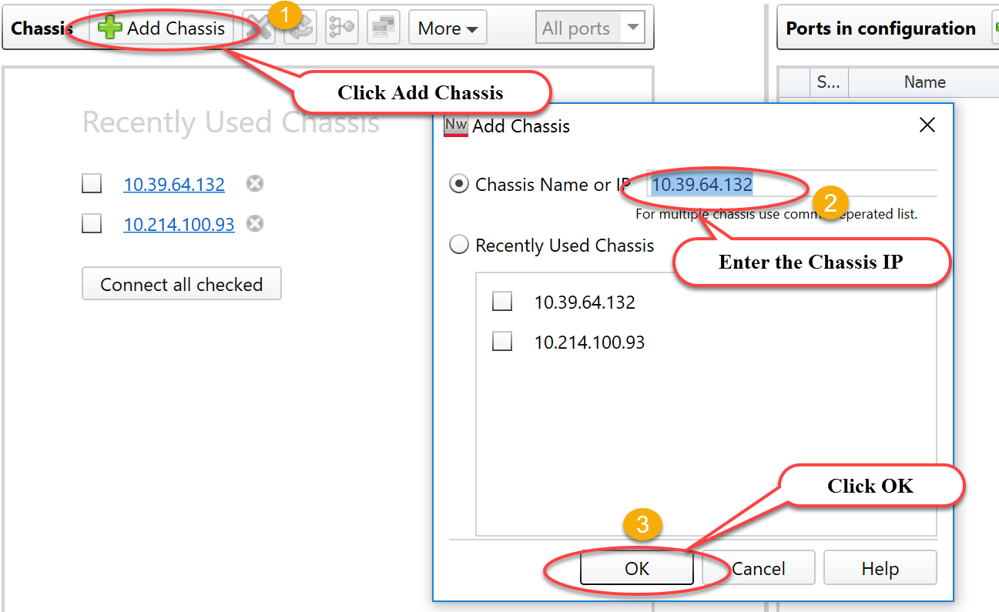 Chassis
Add Chassis
1
More
All ports
Ports in configuration
S...
Name
Click Add Chassis
Recently Used Chassis
10.39.64.132
10.214.100.93
Connect all checked
Nw
Add Chassis
Chassis Name or IP
10.39.64.132
2
For multiple chassis use comma seperated list.
Enter the Chassis IP
Recently Used Chassis
10.39.64.132
10.214.100.93
Click OK
3
OK
Cancel
Help